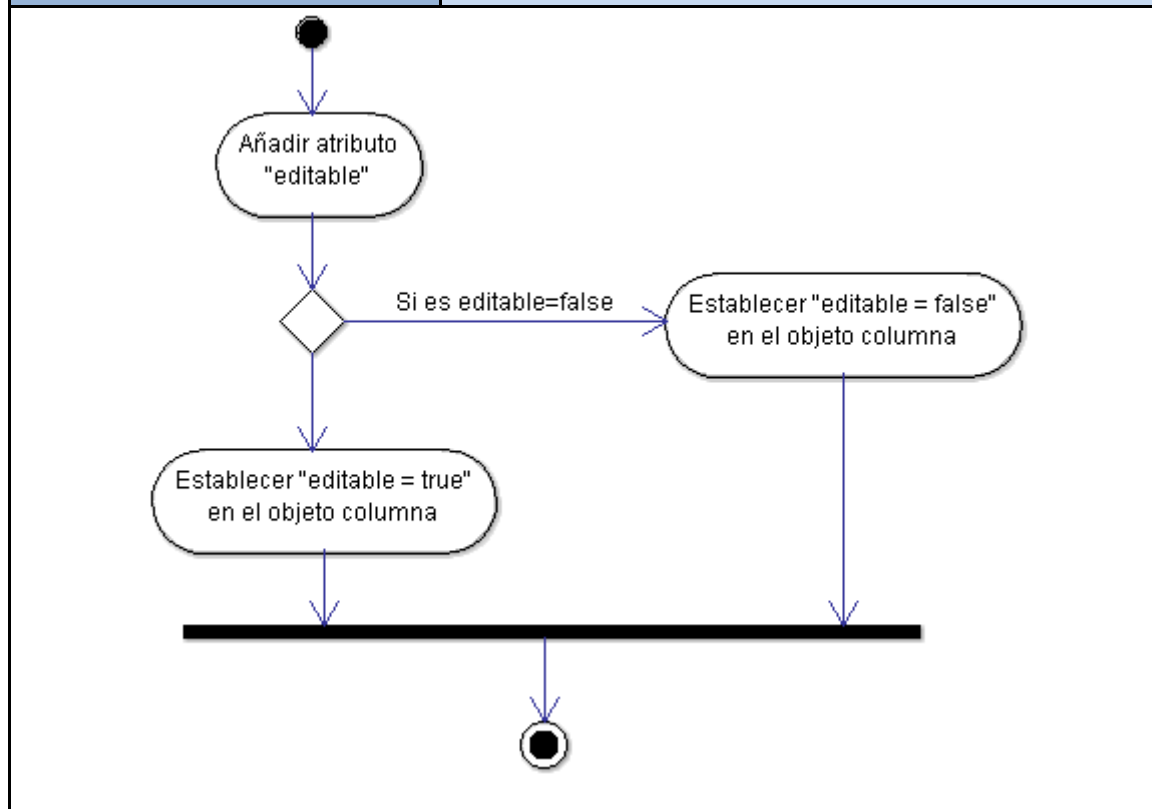 Añadir atributo
"editable"
Si es editable=false
Establecer "editable = false"
en el objeto columna
Establecer "editable = true"
en el objeto columna